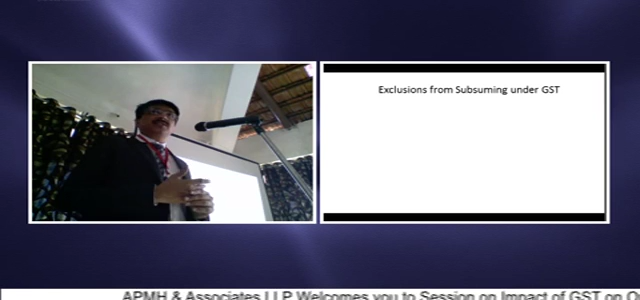 Exclusions from Subsuming under GST
APMH & Associates LLP Welcomes you to Session on Impact of GST on